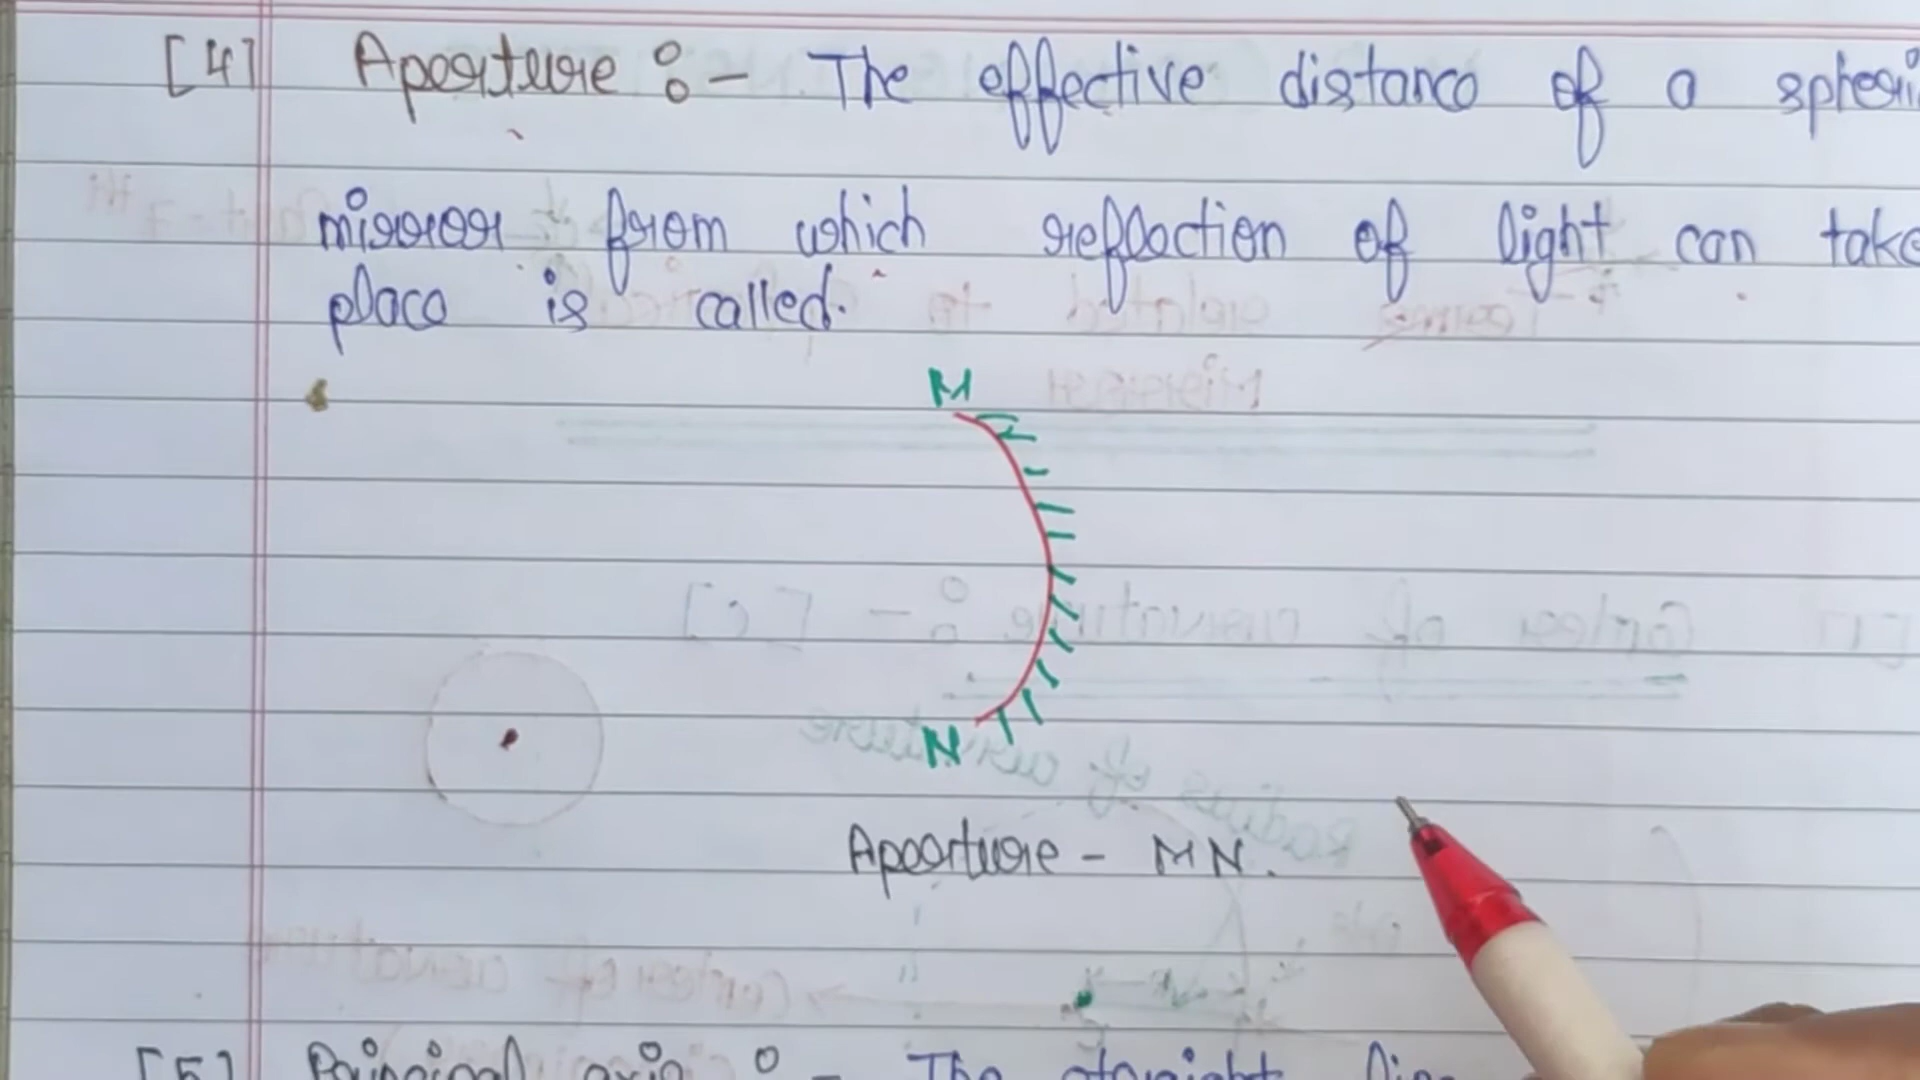 [4] Aperture :- The effective distance of a spheri
mirror from which reflection of light can take
place is called.
M
N
Aperture - MN.
[5] Principal axis :- The straight line